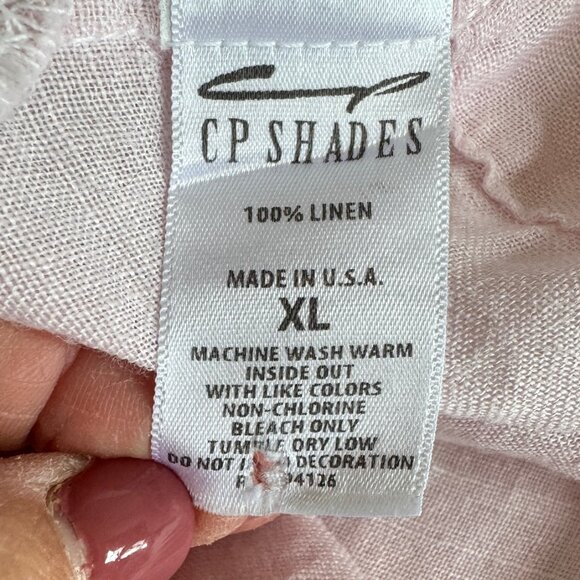 CP SHADES
100% LINEN
MADE IN U.S.A.
XL
MACHINE WASH WARM
INSIDE OUT
WITH LIKE COLORS
NON-CHLORINE
BLEACH ONLY
TUMBLE DRY LOW
DO NOT DECORATION
94126